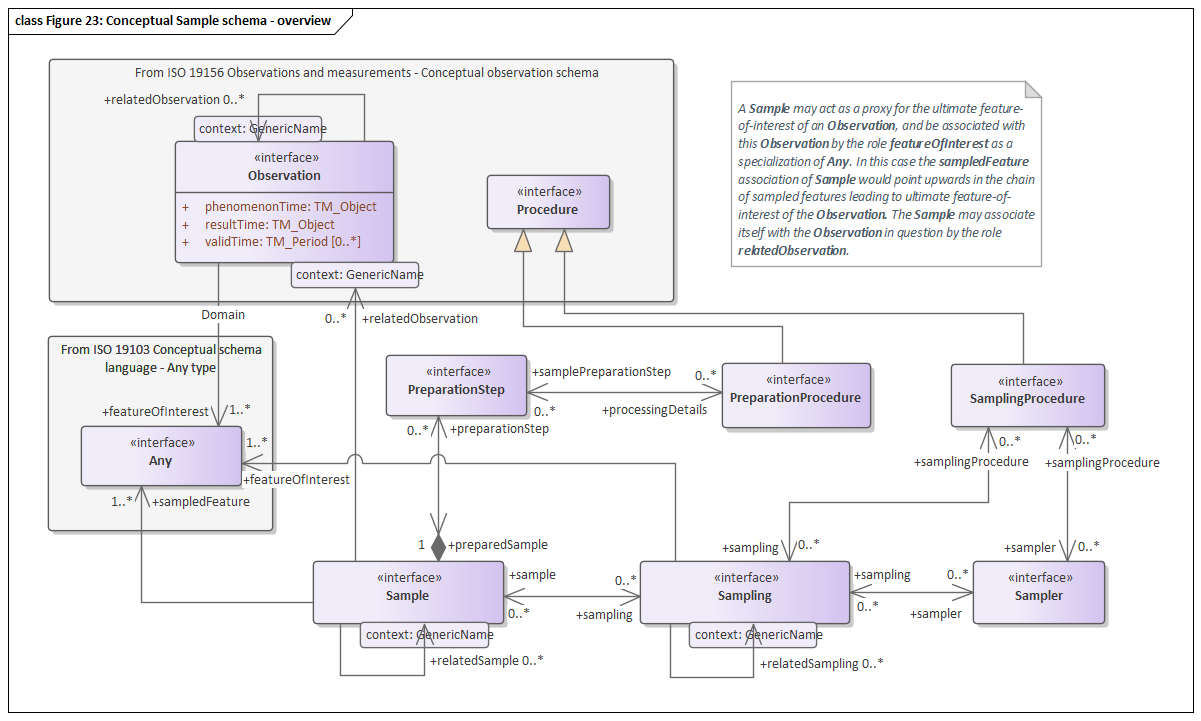 class Figure 23: Conceptual Sample schema - overview
From ISO 19156 Observations and measurements - Conceptual observation schema
+relatedObservation 0..*
context: GenericName
«interface»
Observation
+ phenomenonTime: TM_Object
+ resultTime: TM_Object
+ validTime: TM_Period [0..*]
context: GenericName
«interface»
Procedure
A Sample may act as a proxy for the ultimate feature-
of-interest of an Observation, and be associated with
this Observation by the role featureOfInterest as a
specialization of Any. In this case the sampledFeature
association of Sample would point upwards in the chain
of sampled features leading to ultimate feature-of-
interest of the Observation. The Sample may associate
itself with the Observation in question by the role
relatedObservation.
Domain
0..* +relatedObservation
From ISO 19103 Conceptual schema
language - Any type
+featureOfInterest 1..*
«interface»
Any
1..*
+featureOfInterest
1..* +sampledFeature
«interface»
PreparationStep
+samplePreparationStep 0..*
0..* +processingDetails
0..* +preparationStep
«interface»
PreparationProcedure
«interface»
SamplingProcedure
0..* 0..*
+samplingProcedure +samplingProcedure
1 +preparedSample
+sampling 0..*
+sampler 0..*
«interface»
Sample
+sample 0..*
0..* +sampling
«interface»
Sampling
+sampling 0..*
0..* +sampler
«interface»
Sampler
context: GenericName
+relatedSample 0..*
context: GenericName
+relatedSampling 0..*